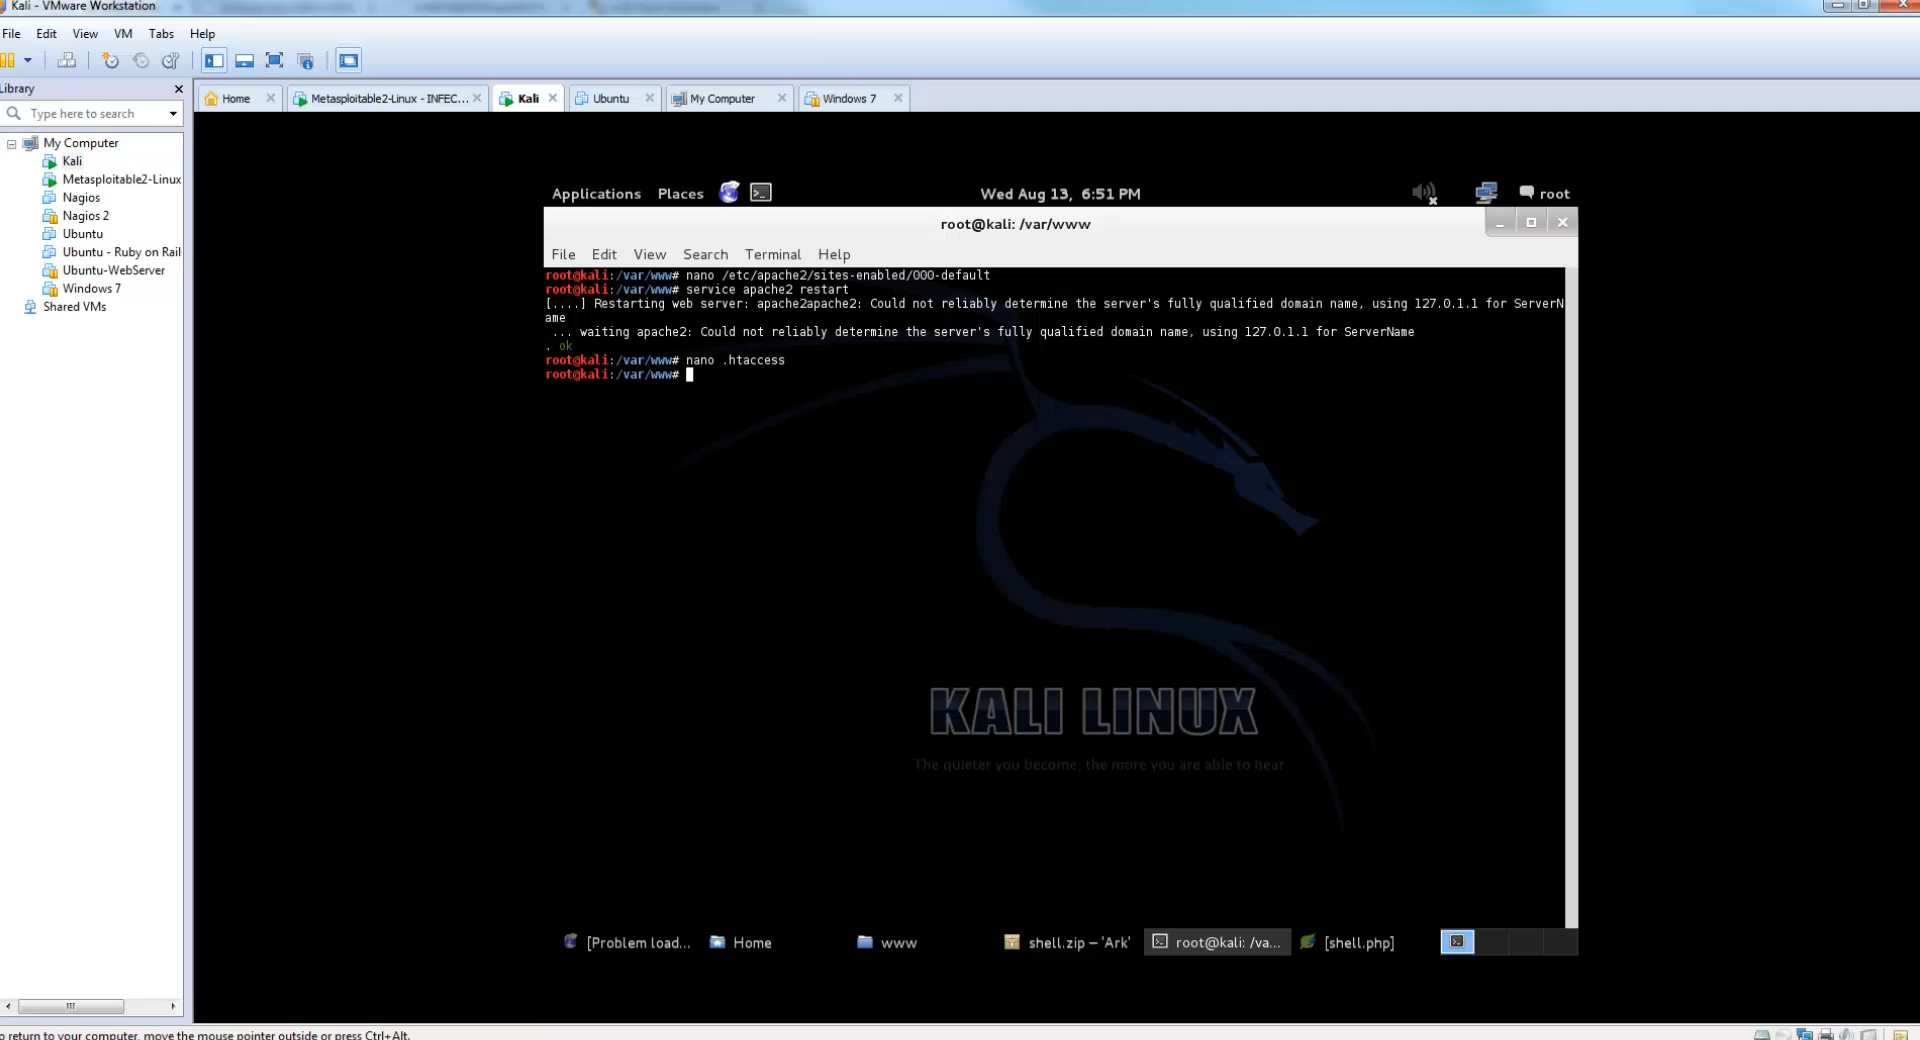 Kali - VMware Workstation
File Edit View VM Tabs Help
Library
Type here to search
My Computer
Kali
Metasploitable2-Linux
Nagios
Nagios 2
Ubuntu
Ubuntu - Ruby on Rail
Ubuntu-WebServer
Windows 7
Shared VMs
Home Metasploitable2-Linux - INFEC... Kali Ubuntu My Computer Windows 7
Applications Places Wed Aug 13, 6:51 PM root
root@kali: /var/www
File Edit View Search Terminal Help
root@kali:/var/www# nano /etc/apache2/sites-enabled/000-default
root@kali:/var/www# service apache2 restart
[....] Restarting web server: apache2apache2: Could not reliably determine the server's fully qualified domain name, using 127.0.1.1 for ServerN
ame
... waiting apache2: Could not reliably determine the server's fully qualified domain name, using 127.0.1.1 for ServerName
. ok
root@kali:/var/www# nano .htaccess
root@kali:/var/www#
KALI LINUX
The quieter you become, the more you are able to hear
[Problem load... Home www shell.zip – 'Ark' root@kali: /va... [shell.php]
o return to your computer, move the mouse pointer outside or press Ctrl+Alt.